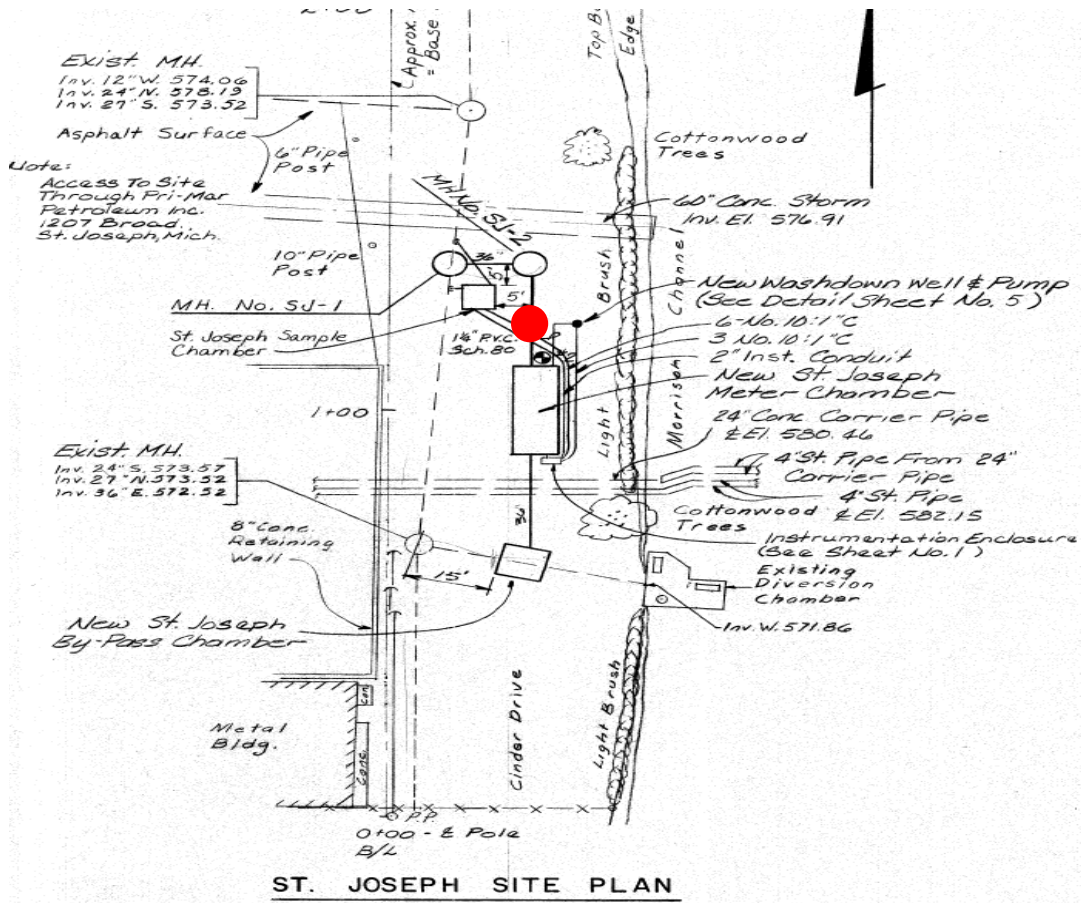 2+00
Approx.
= Base
Top B
Edge
Exist. MH.
Inv. 12" W. 574.06
Inv. 24" N. 578.19
Inv. 27" S. 573.52
Asphalt Surface
6" Pipe
Post
Note:
Access To Site
Through Pri-Mar
Petroleum Inc.
1207 Broad.
St. Joseph, Mich.
Cottonwood
Trees
60" Conc. Storm
Inv. El. 576.91
MH No. SJ-2
10" Pipe
Post
36"
5'
5'
MH. No. SJ-1
St. Joseph Sample
Chamber
1¼" P.V.C.
Sch. 80
Brush
Light
Channel
Morrison
New Washdown Well & Pump
(See Detail Sheet No. 5)
6-No. 10:1"C
3 No. 10:1"C
2" Inst. Conduit
New St. Joseph
Meter Chamber
24" Conc. Carrier Pipe
℄ El. 580.46
1+00
Exist. MH.
Inv. 24" S. 573.57
Inv. 27" N. 573.52
Inv. 36" E. 572.52
4" St. Pipe From 24"
Carrier Pipe
4" St. Pipe
℄ El. 582.15
Cottonwood
Trees
36"
8" Conc.
Retaining
Wall
15'
Instrumentation Enclosure
(See Sheet No. 1)
Existing
Diversion
Chamber
Inv. W. 571.86
New St. Joseph
By-Pass Chamber
Cinder Drive
Light Brush
Metal
Bldg.
Con
Conc.
P.P.
0+00 - ℄ Pole
B/L
ST. JOSEPH SITE PLAN